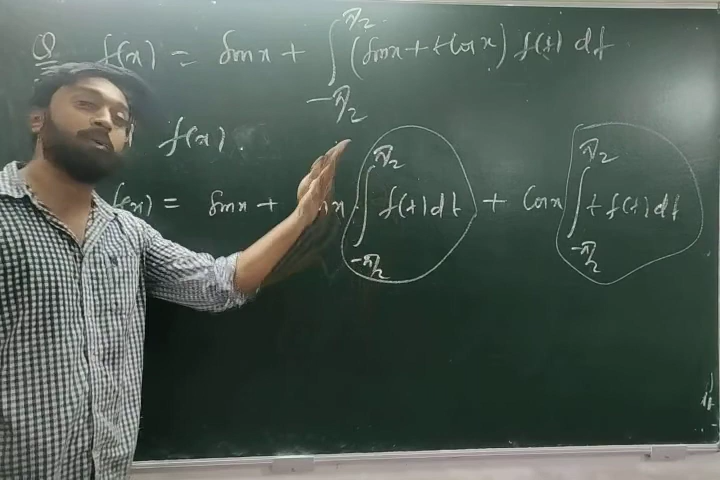 Q f(x) = sin x + ∫_{-π/2}^{π/2} (sin x + t cos x) f(t) dt
f(x).
f(x) = sin x + sin x ∫_{-π/2}^{π/2} f(t) dt + cos x ∫_{-π/2}^{π/2} t f(t) dt